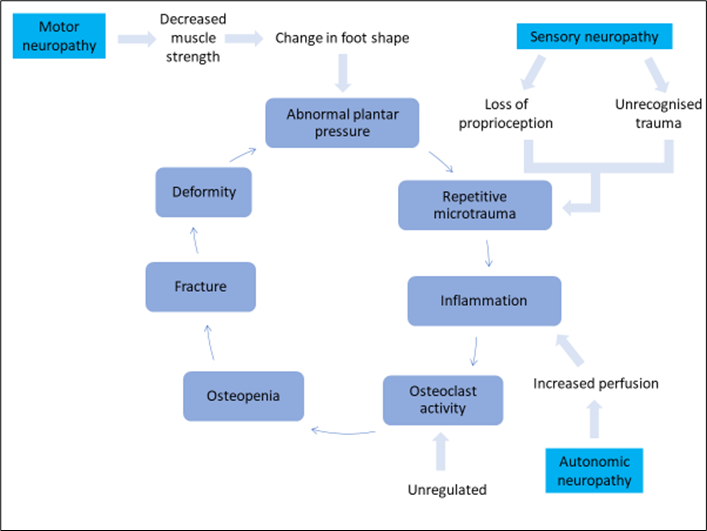 Motor
neuropathy
Decreased
muscle
strength
Change in foot shape
Sensory neuropathy
Loss of
proprioception
Unrecognised
trauma
Abnormal plantar
pressure
Deformity
Repetitive
microtrauma
Fracture
Inflammation
Osteopenia
Osteoclast
activity
Increased perfusion
Unregulated
Autonomic
neuropathy